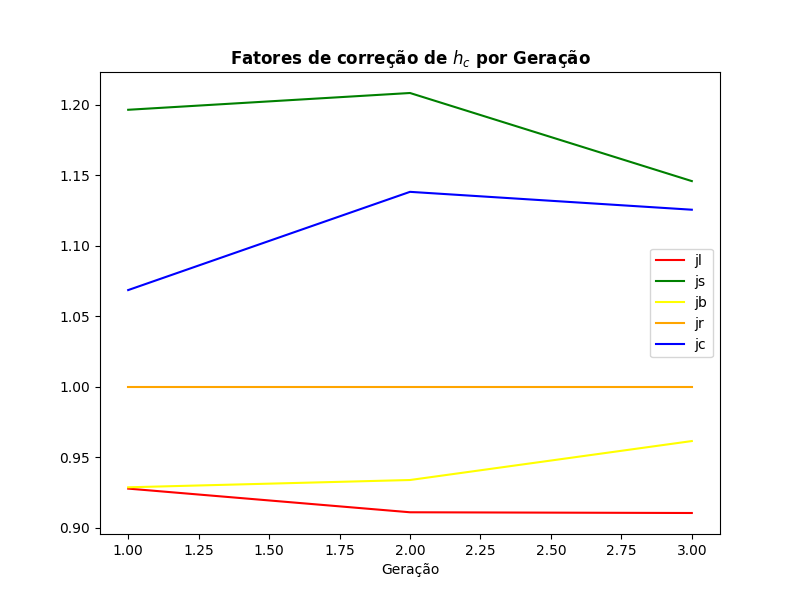 Fatores de correção de $h_c$ por Geração
1.20
1.15
1.10
1.05
1.00
0.95
0.90
1.00 1.25 1.50 1.75 2.00 2.25 2.50 2.75 3.00
Geração
jl
js
jb
jr
jc